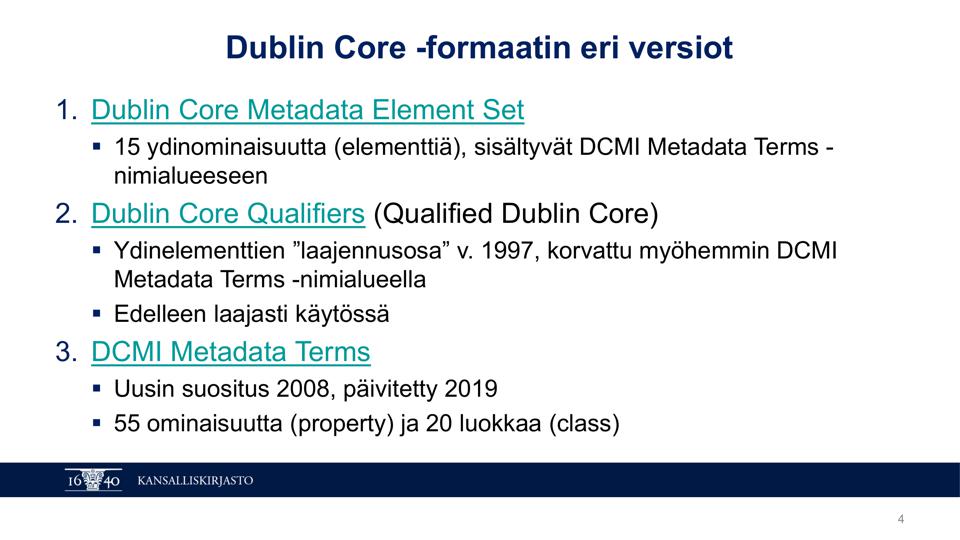 Dublin Core -formaatin eri versiot
1. Dublin Core Metadata Element Set
▪ 15 ydinominaisuutta (elementtiä), sisältyvät DCMI Metadata Terms -
nimialueeseen
2. Dublin Core Qualifiers (Qualified Dublin Core)
▪ Ydinelementtien ”laajennusosa” v. 1997, korvattu myöhemmin DCMI
Metadata Terms -nimialueella
▪ Edelleen laajasti käytössä
3. DCMI Metadata Terms
▪ Uusin suositus 2008, päivitetty 2019
▪ 55 ominaisuutta (property) ja 20 luokkaa (class)
16 40 KANSALLISKIRJASTO
4